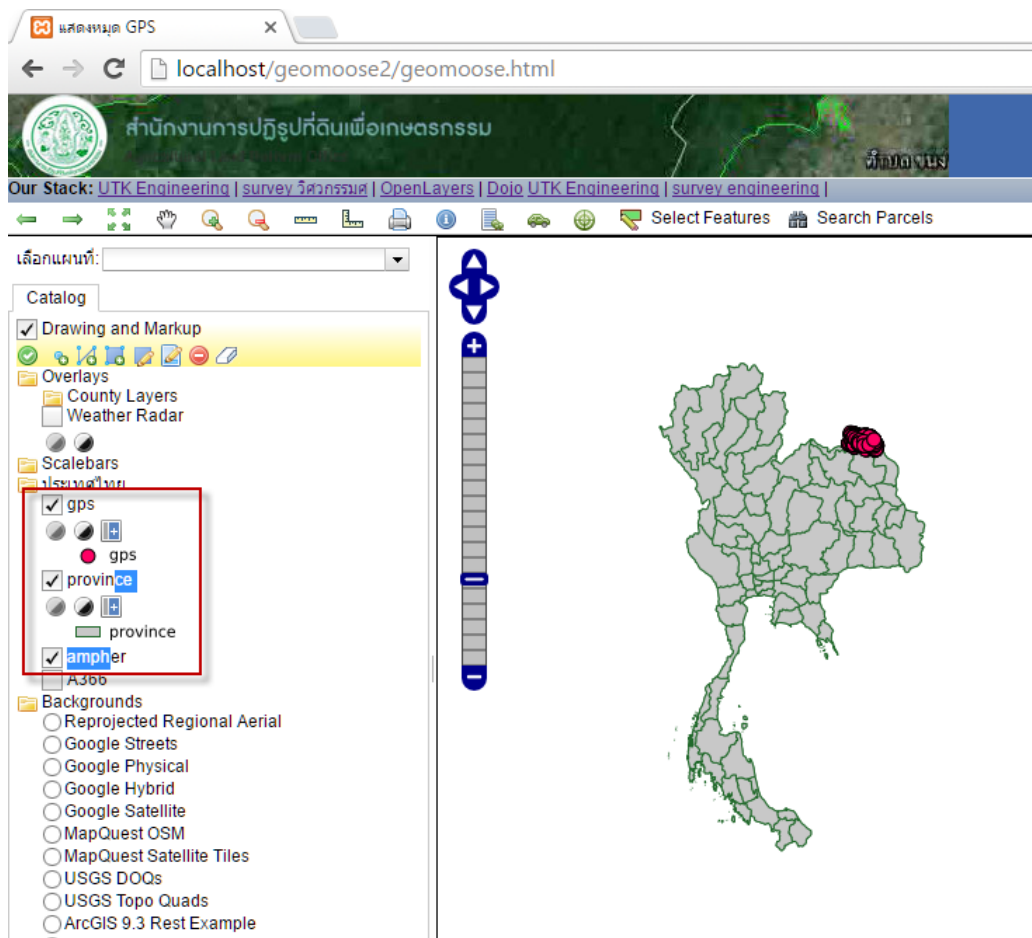 แสดงหมุด GPS
localhost/geomoose2/geomoose.html
สำนักงานการปฏิรูปที่ดินเพื่อเกษตรกรรม
Our Stack: UTK Engineering | survey วิศวกรรมศ | OpenLayers | Dojo UTK Engineering | survey engineering |
Select Features Search Parcels
เลือกแผนที่:
Catalog
Drawing and Markup
Overlays
County Layers
Weather Radar
Scalebars
ประเทศไทย
gps
gps
province
province
ampher
A366
Backgrounds
Reprojected Regional Aerial
Google Streets
Google Physical
Google Hybrid
Google Satellite
MapQuest OSM
MapQuest Satellite Tiles
USGS DOQs
USGS Topo Quads
ArcGIS 9.3 Rest Example